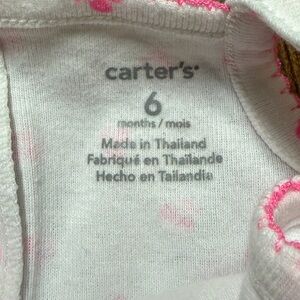 carter's
6
months / mois
Made in Thailand
Fabriqué en Thaïlande
Hecho en Tailandia